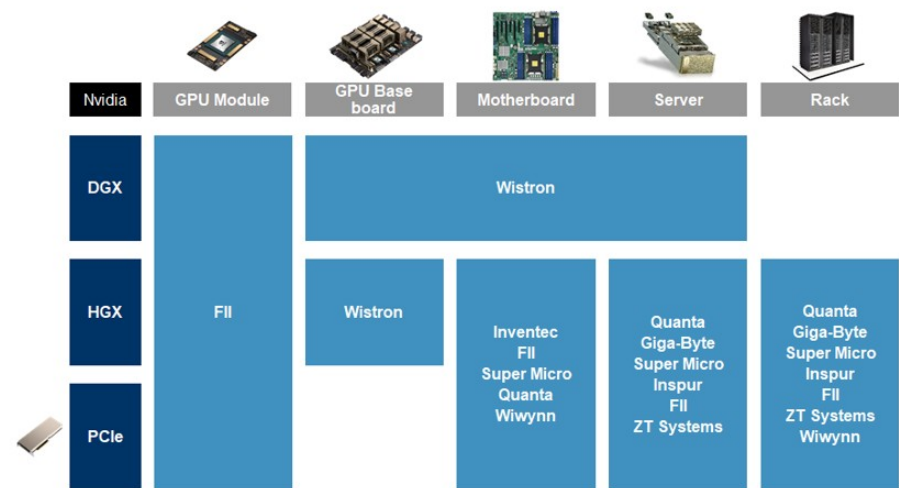 Nvidia
GPU Module
GPU Base
board
Motherboard
Server
Rack
DGX
Wistron
HGX
FII
Wistron
Inventec
FII
Super Micro
Quanta
Wiwynn
Quanta
Giga-Byte
Super Micro
Inspur
FII
ZT Systems
Quanta
Giga-Byte
Super Micro
Inspur
FII
ZT Systems
Wiwynn
PCIe